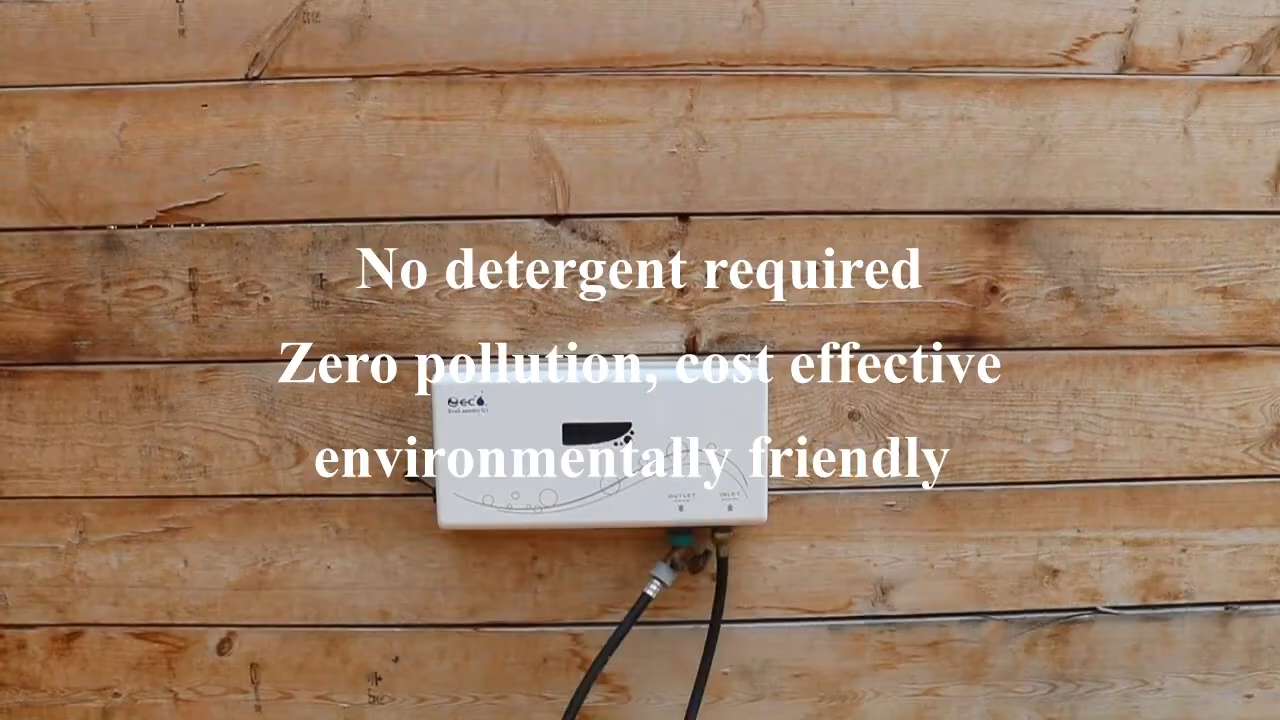 No detergent required
Zero pollution, cost effective
environmentally friendly
eco
OUTLET
INLET